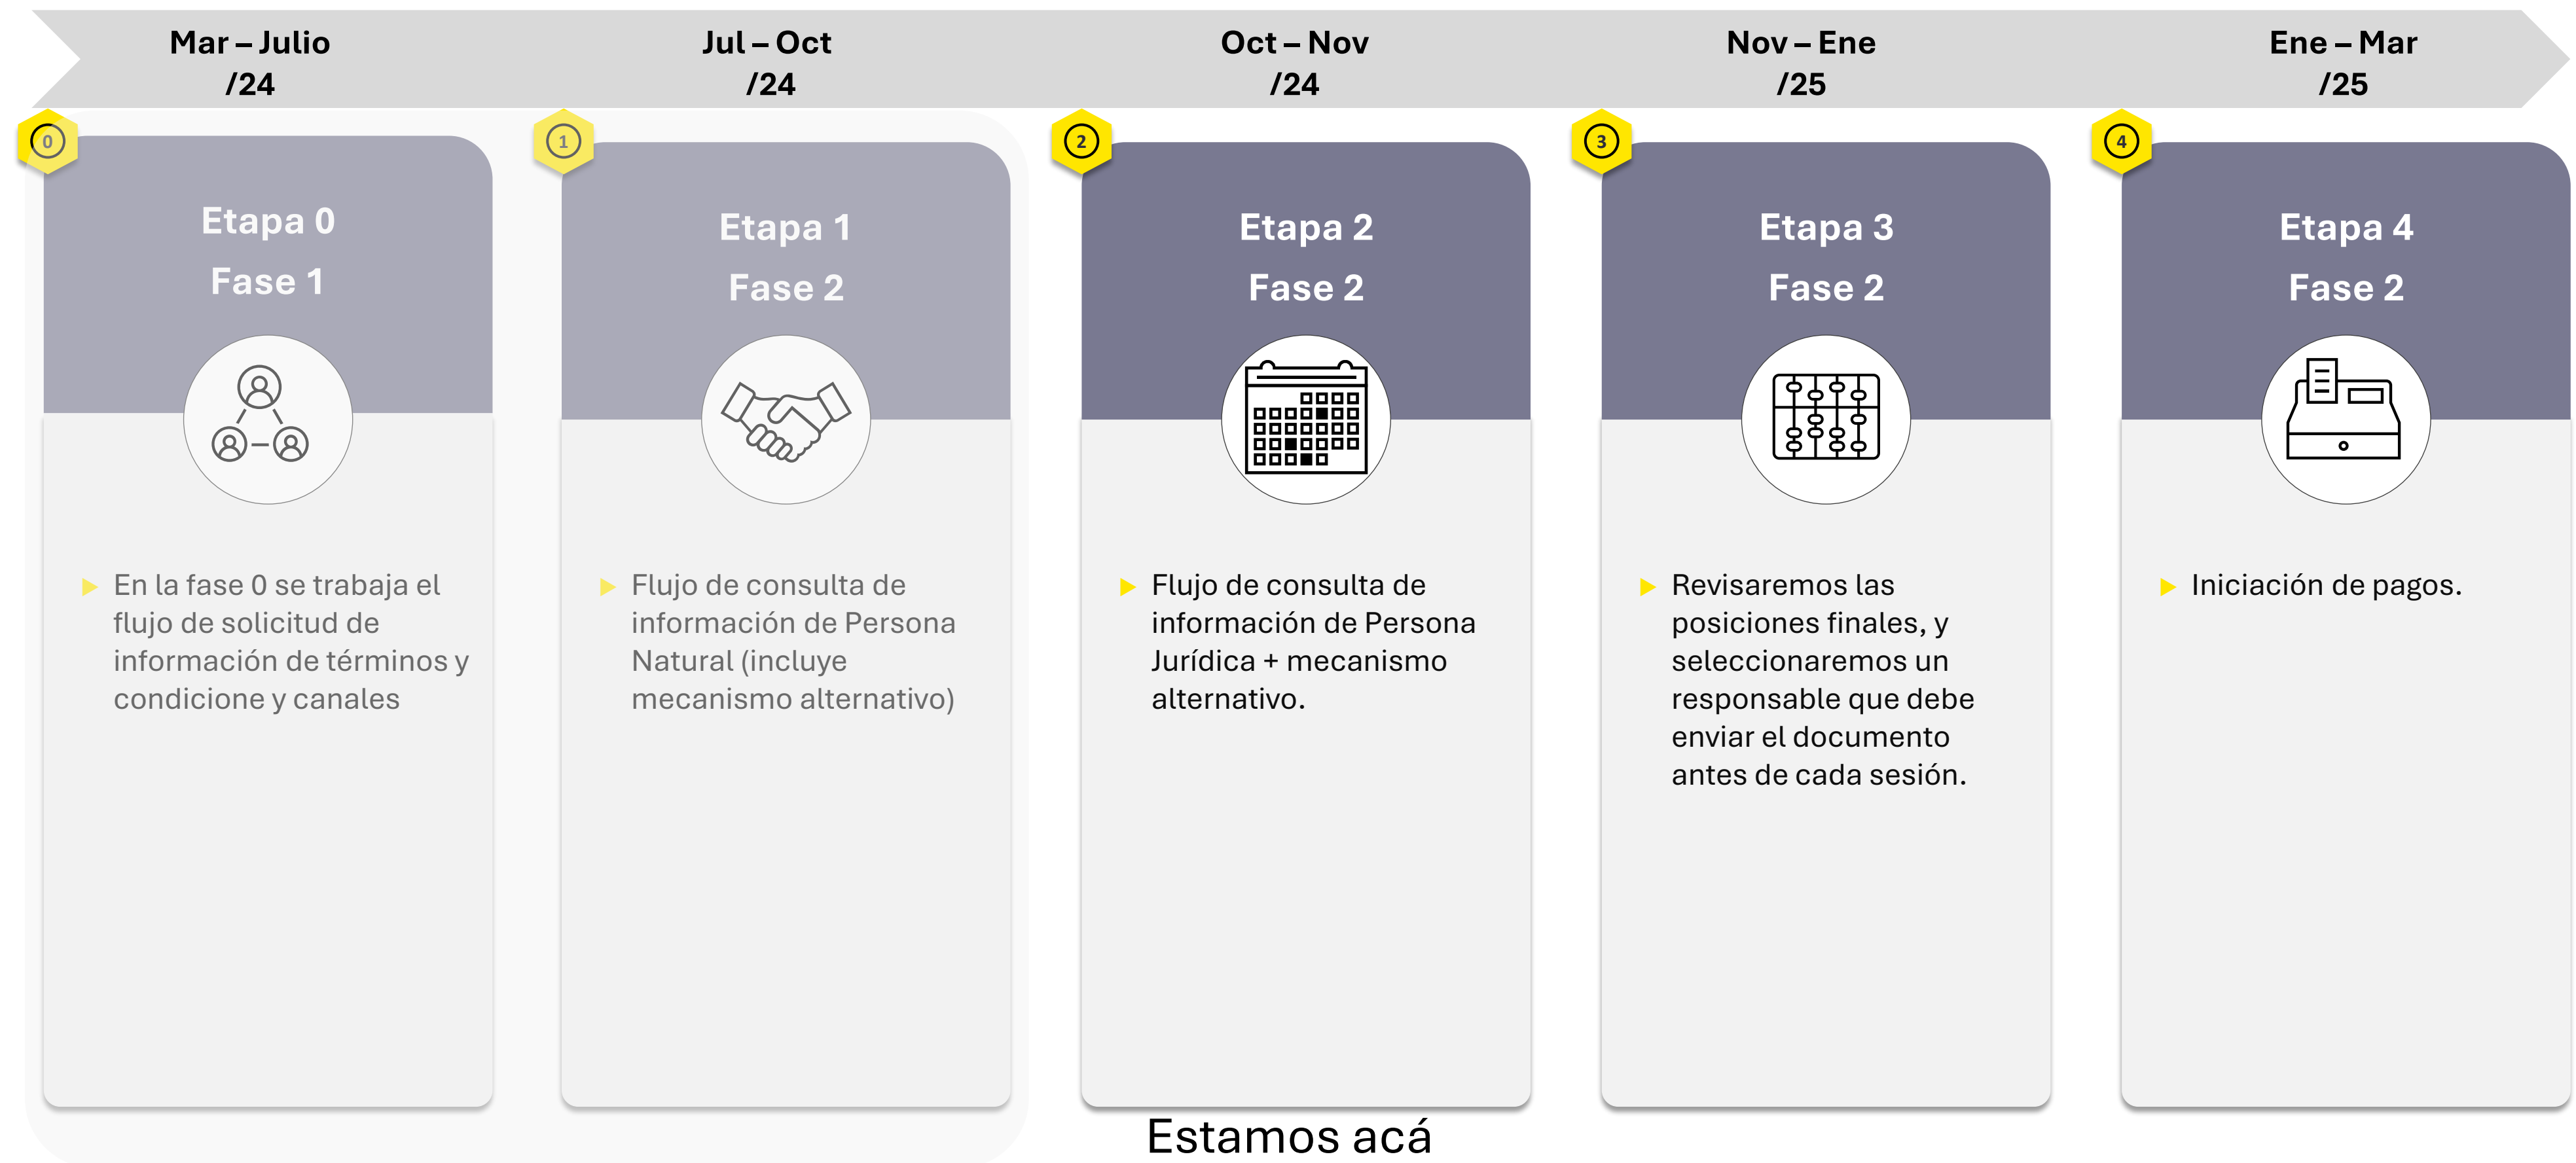 Mar – Julio
/24
Jul – Oct
/24
Oct – Nov
/24
Nov – Ene
/25
Ene – Mar
/25
0
Etapa 0
Fase 1
En la fase 0 se trabaja el
flujo de solicitud de
información de términos y
condicione y canales
1
Etapa 1
Fase 2
Flujo de consulta de
información de Persona
Natural (incluye
mecanismo alternativo)
2
Etapa 2
Fase 2
Flujo de consulta de
información de Persona
Jurídica + mecanismo
alternativo.
3
Etapa 3
Fase 2
Revisaremos las
posiciones finales, y
seleccionaremos un
responsable que debe
enviar el documento
antes de cada sesión.
4
Etapa 4
Fase 2
Iniciación de pagos.
Estamos acá